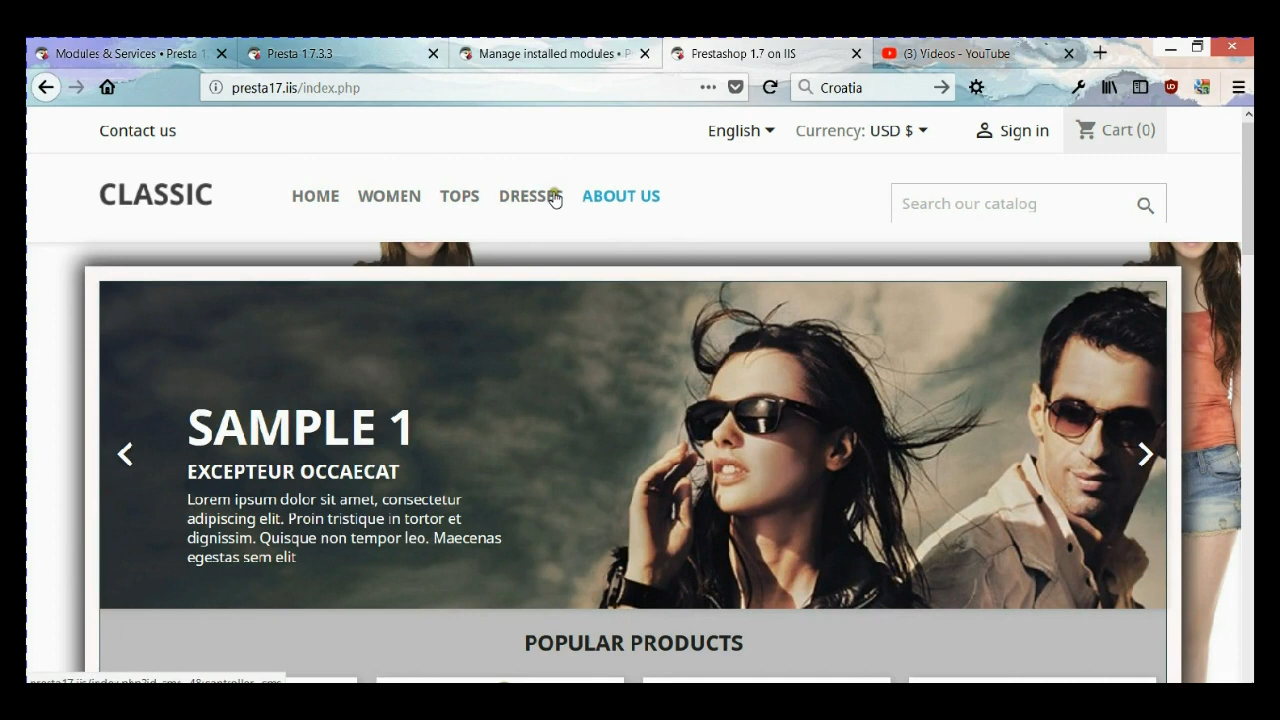 Modules & Services • Presta 1
Presta 1.7.3.3
Manage installed modules • P
Prestashop 1.7 on IIS
(3) Videos - YouTube
presta17.iis/index.php
Croatia
Contact us
English
Currency: USD $
Sign in
Cart (0)
CLASSIC
HOME
WOMEN
TOPS
DRESSES
ABOUT US
Search our catalog
SAMPLE 1
EXCEPTEUR OCCAECAT
Lorem ipsum dolor sit amet, consectetur
adipiscing elit. Proin tristique in tortor et
dignissim. Quisque non tempor leo. Maecenas
egestas sem elit
POPULAR PRODUCTS